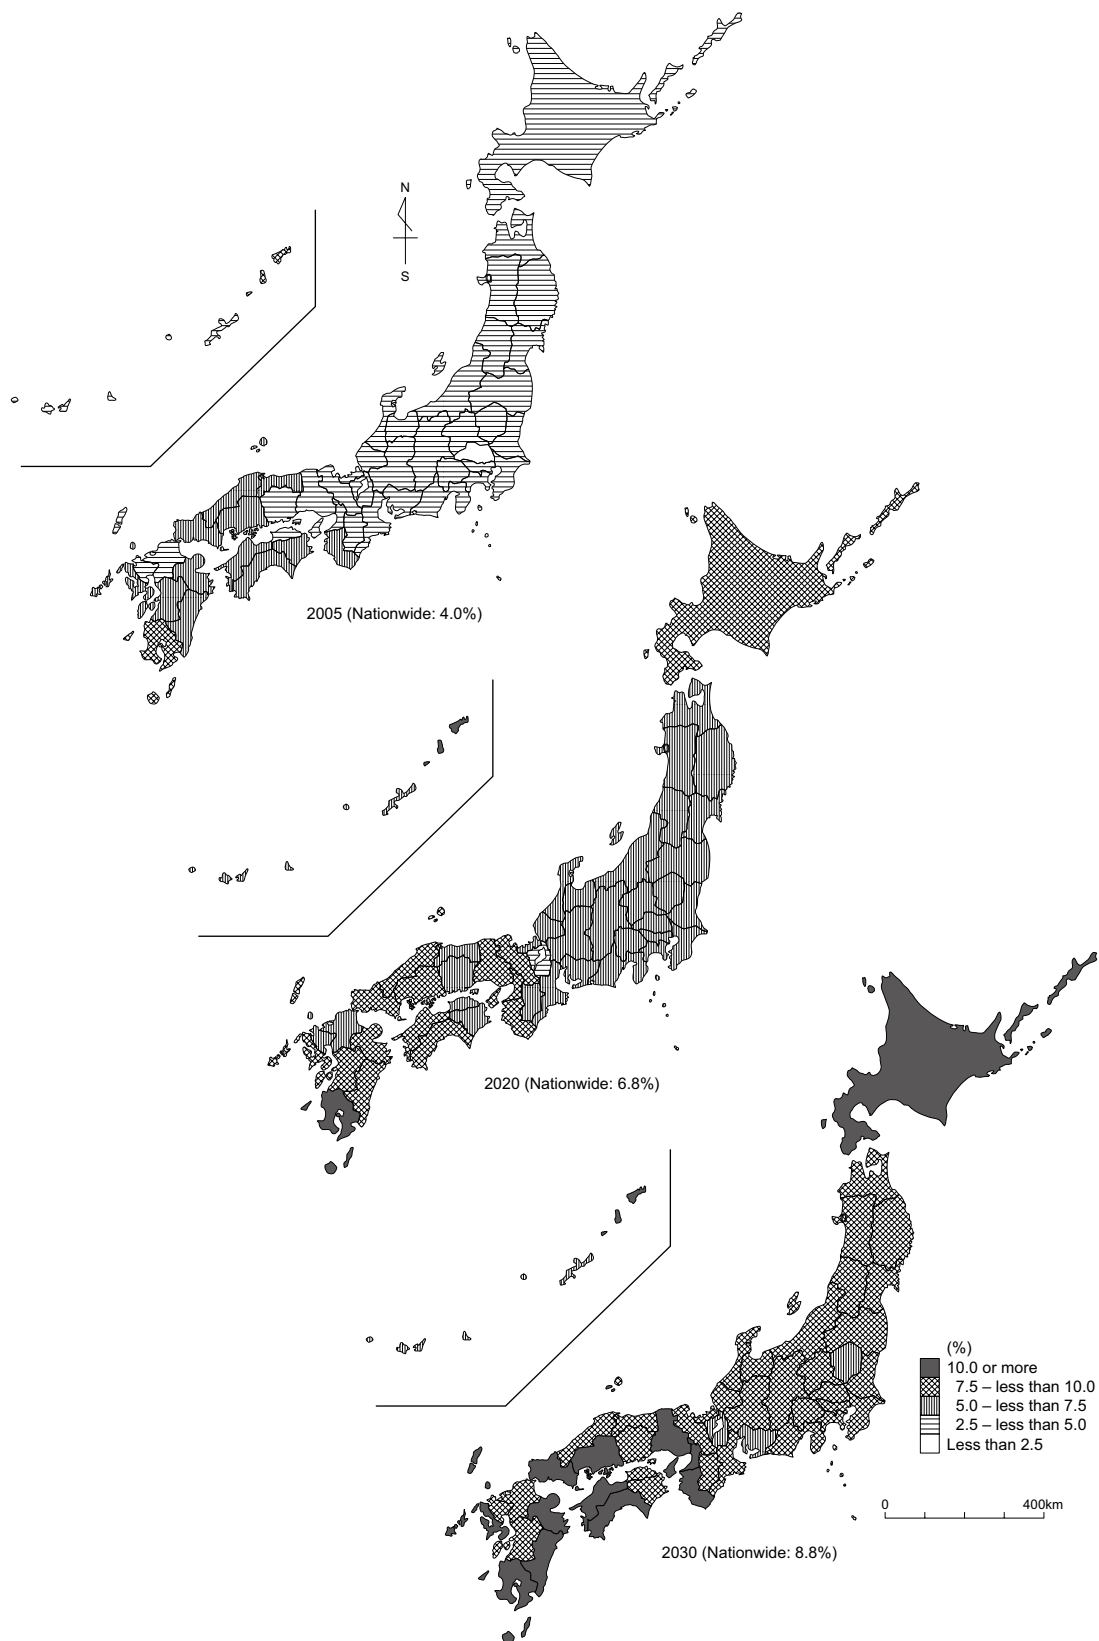 N
S
2005 (Nationwide: 4.0%)
2020 (Nationwide: 6.8%)
(%)
10.0 or more
7.5 – less than 10.0
5.0 – less than 7.5
2.5 – less than 5.0
Less than 2.5
0 400km
2030 (Nationwide: 8.8%)